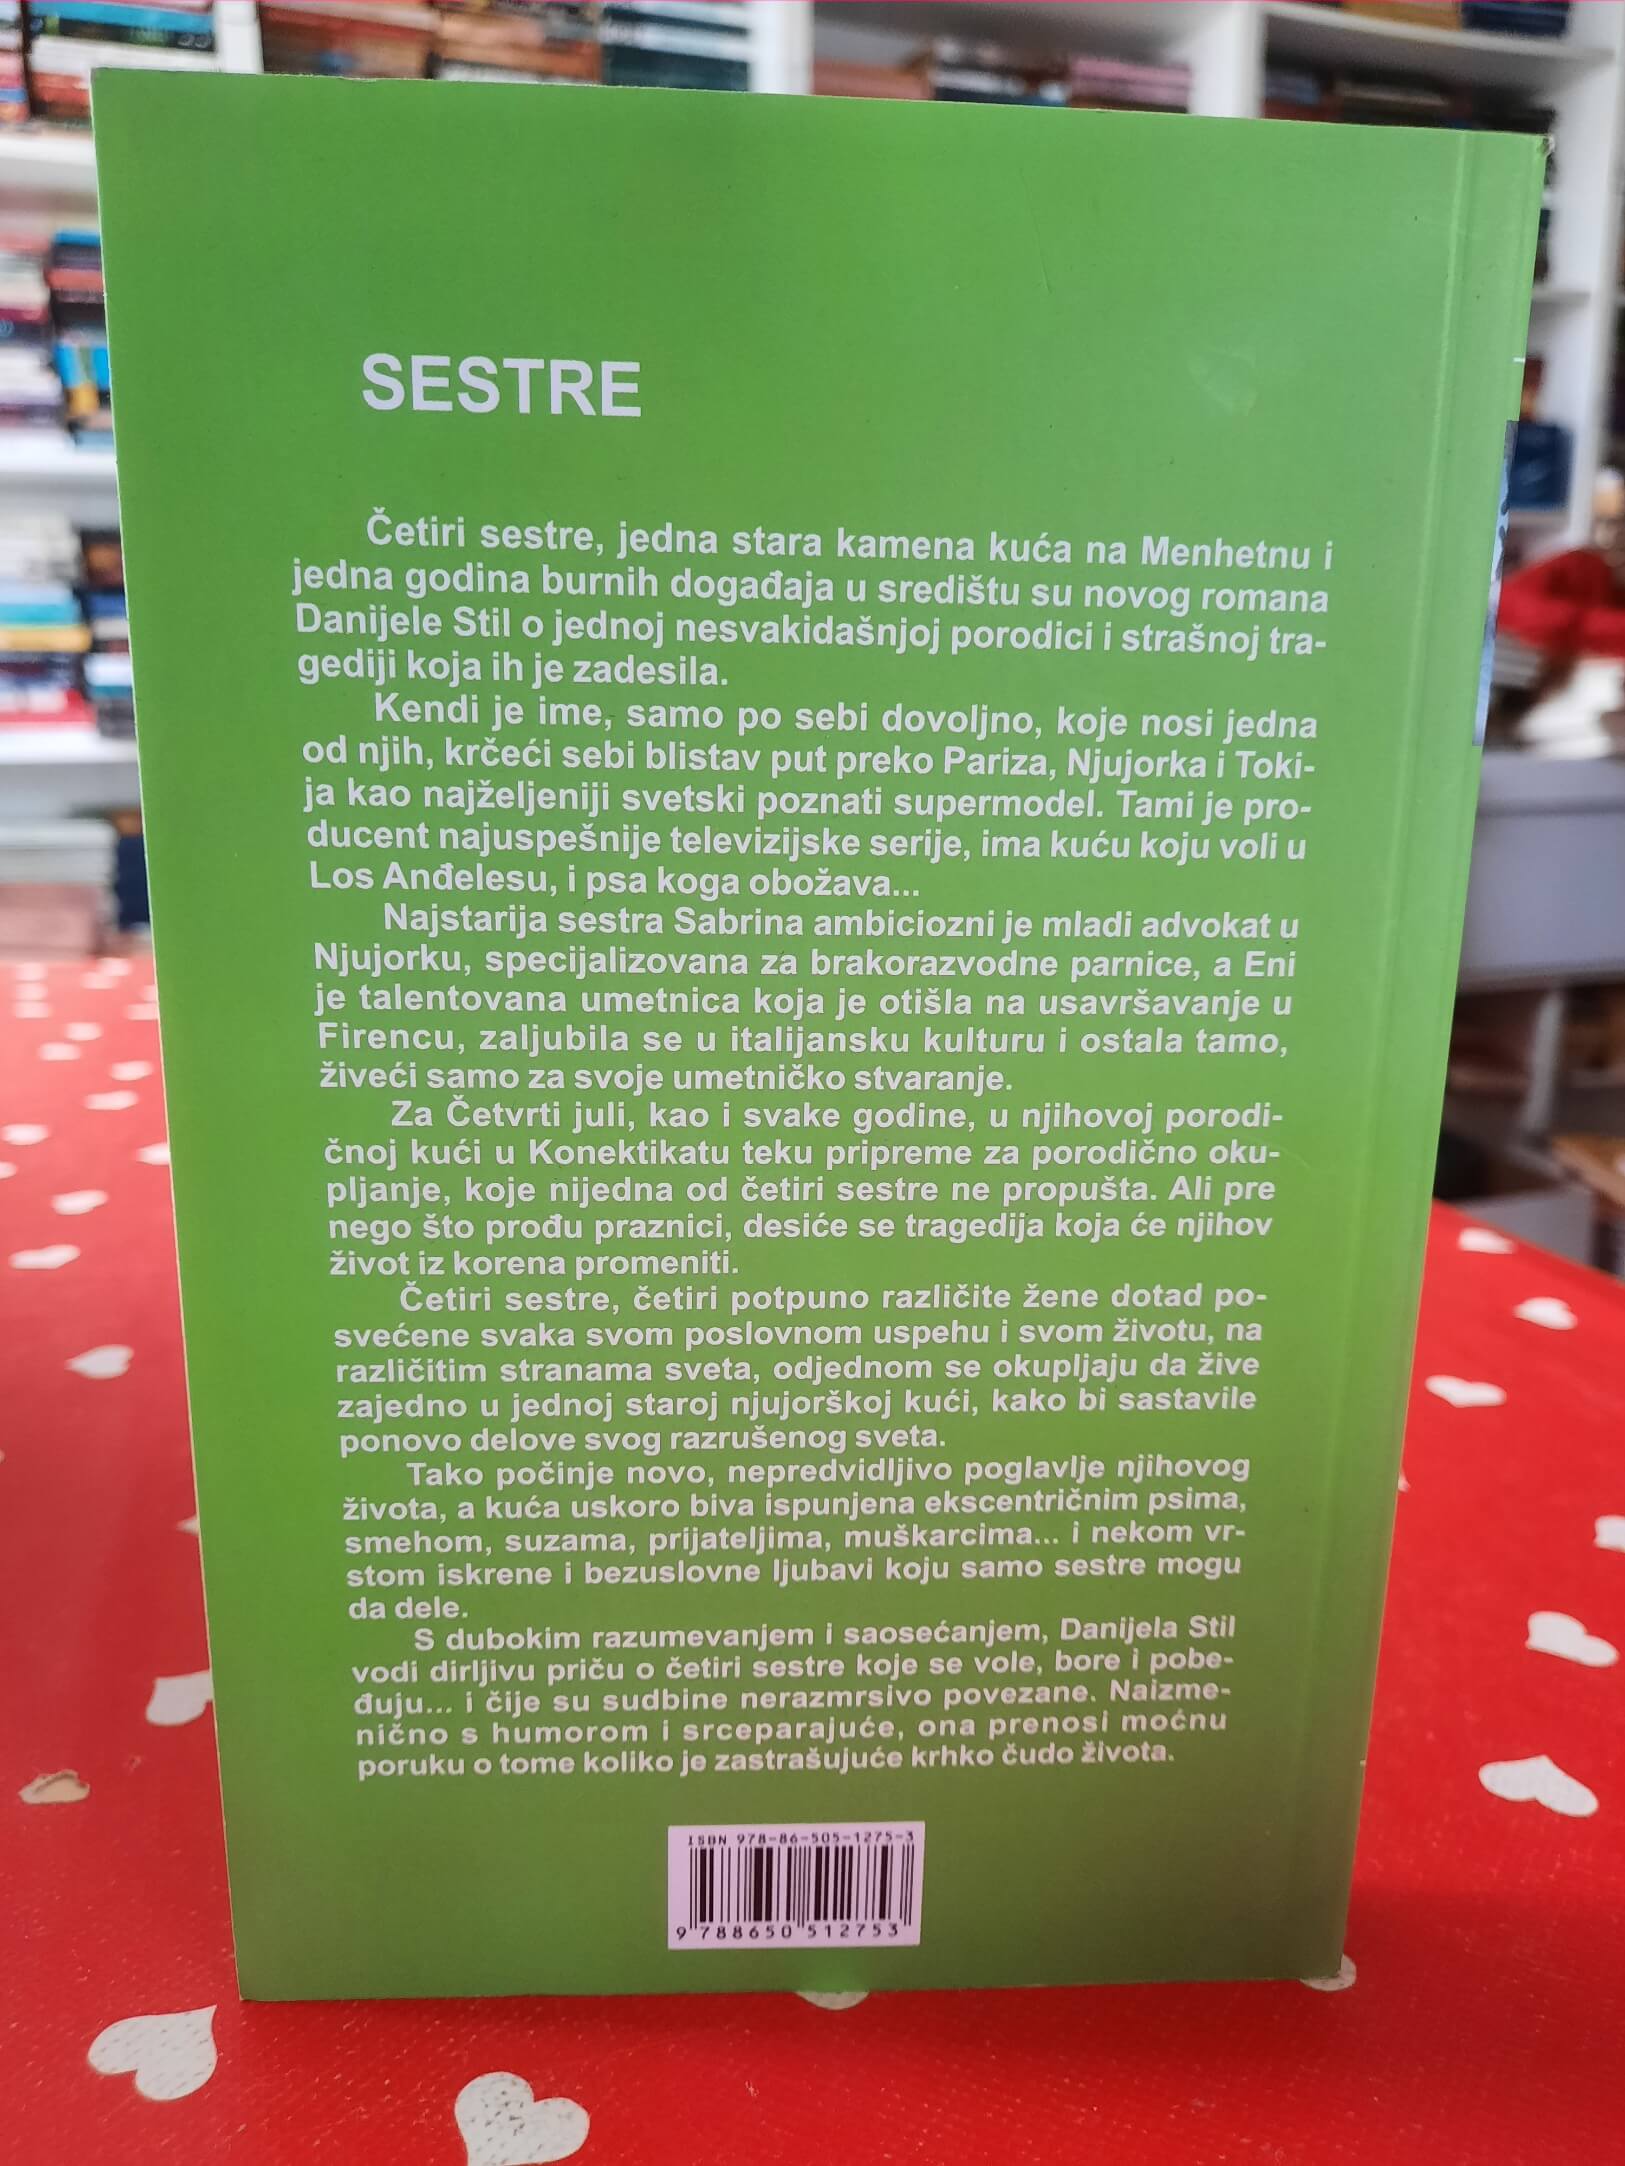 SESTRE
Četiri sestre, jedna stara kamena kuća na Menhetnu i
jedna godina burnih događaja u središtu su novog romana
Danijele Stil o jednoj nesvakidašnjoj porodici i strašnoj tra-
gediji koja ih je zadesila.
Kendi je ime, samo po sebi dovoljno, koje nosi jedna
od njih, krčeći sebi blistav put preko Pariza, Njujorka i Toki-
ja kao najželjeniji svetski poznati supermodel. Tami je pro-
ducent najuspešnije televizijske serije, ima kuću koju voli u
Los Anđelesu, i psa koga obožava...
Najstarija sestra Sabrina ambiciozni je mladi advokat u
Njujorku, specijalizovana za brakorazvodne parnice, a Eni
je talentovana umetnica koja je otišla na usavršavanje u
Firencu, zaljubila se u italijansku kulturu i ostala tamo,
živeći samo za svoje umetničko stvaranje.
Za Četvrti juli, kao i svake godine, u njihovoj porodi-
čnoj kući u Konektikatu teku pripreme za porodično oku-
pljanje, koje nijedna od četiri sestre ne propušta. Ali pre
nego što prođu praznici, desiće se tragedija koja će njihov
život iz korena promeniti.
Četiri sestre, četiri potpuno različite žene dotad po-
svećene svaka svom poslovnom uspehu i svom životu, na
različitim stranama sveta, odjednom se okupljaju da žive
zajedno u jednoj staroj njujorškoj kući, kako bi sastavile
ponovo delove svog razrušenog sveta.
Tako počinje novo, nepredvidljivo poglavlje njihovog
života, a kuća uskoro biva ispunjena ekscentričnim psima,
smehom, suzama, prijateljima, muškarcima... i nekom vr-
stom iskrene i bezuslovne ljubavi koju samo sestre mogu
da dele.
S dubokim razumevanjem i saosećanjem, Danijela Stil
vodi dirljivu priču o četiri sestre koje se vole, bore i pobe-
đuju... i čije su sudbine nerazmrsivo povezane. Naizme-
nično s humorom i srceparajuće, ona prenosi moćnu
poruku o tome koliko je zastrašujuće krhko čudo života.
ISBN 978-86-505-1275-3
9 788650 512753